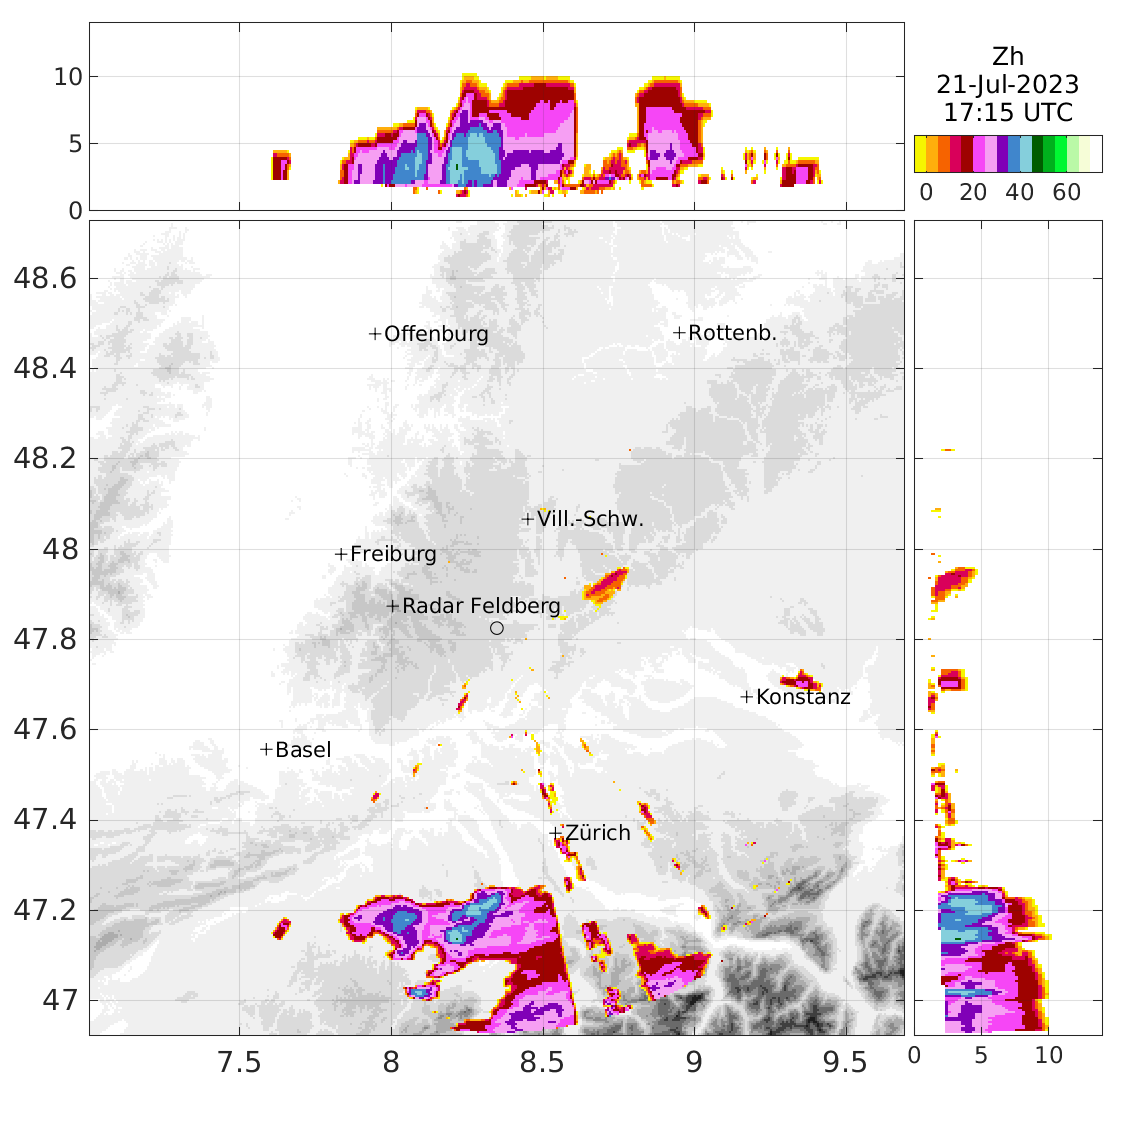 Zh
21-Jul-2023
17:15 UTC
0 20 40 60
10
5
0
48.6
48.4
48.2
48
47.8
47.6
47.4
47.2
47
+Offenburg
+Rottenb.
+Vill.-Schw.
+Freiburg
+Radar Feldberg
+Konstanz
+Basel
+Zürich
7.5 8 8.5 9 9.5
0 5 10